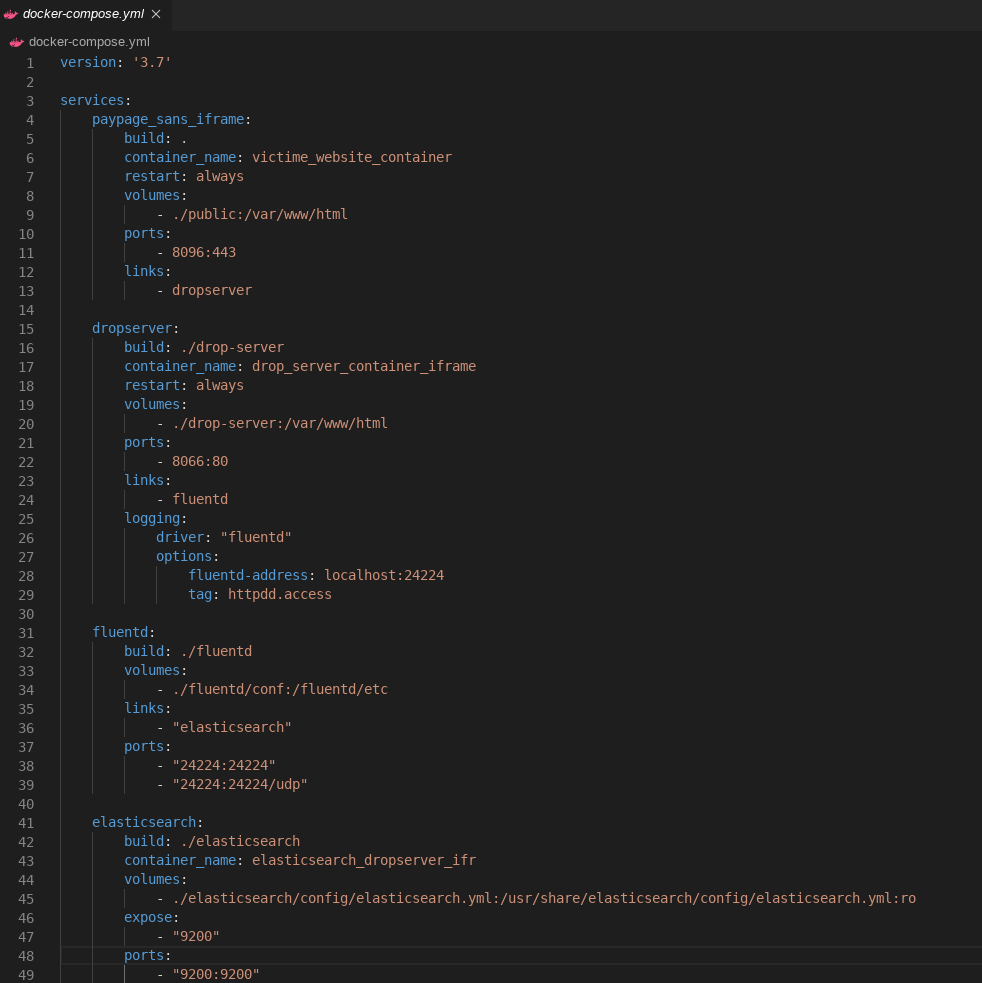 docker-compose.yml ×
docker-compose.yml
1 version: '3.7'
2
3 services:
4     paypage_sans_iframe:
5         build: .
6         container_name: victime_website_container
7         restart: always
8         volumes:
9             - ./public:/var/www/html
10         ports:
11             - 8096:443
12         links:
13             - dropserver
14
15     dropserver:
16         build: ./drop-server
17         container_name: drop_server_container_iframe
18         restart: always
19         volumes:
20             - ./drop-server:/var/www/html
21         ports:
22             - 8066:80
23         links:
24             - fluentd
25         logging:
26             driver: "fluentd"
27             options:
28                 fluentd-address: localhost:24224
29                 tag: httpdd.access
30
31     fluentd:
32         build: ./fluentd
33         volumes:
34             - ./fluentd/conf:/fluentd/etc
35         links:
36             - "elasticsearch"
37         ports:
38             - "24224:24224"
39             - "24224:24224/udp"
40
41     elasticsearch:
42         build: ./elasticsearch
43         container_name: elasticsearch_dropserver_ifr
44         volumes:
45             - ./elasticsearch/config/elasticsearch.yml:/usr/share/elasticsearch/config/elasticsearch.yml:ro
46         expose:
47             - "9200"
48         ports:
49             - "9200:9200"